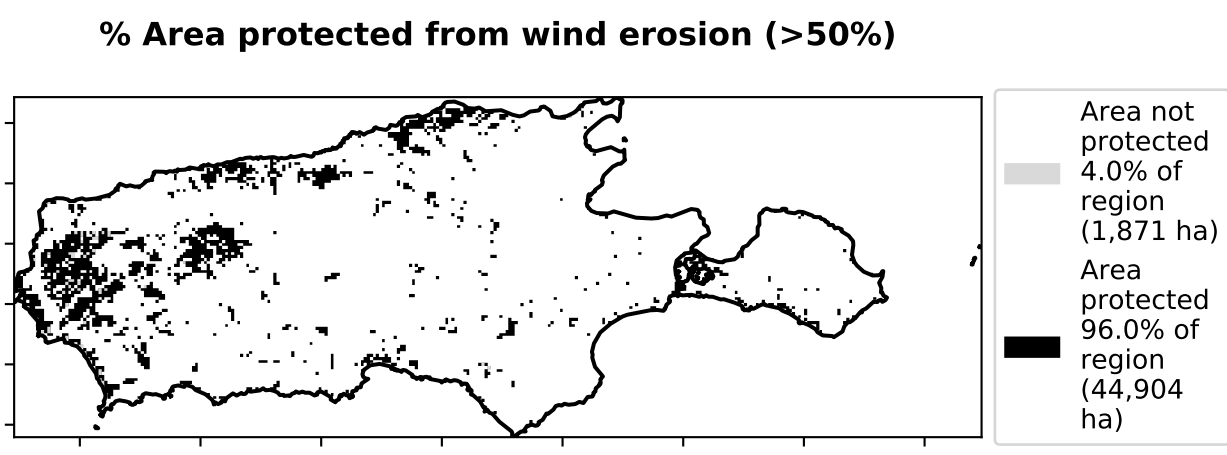 % Area protected from wind erosion (>50%)
Area not
protected
4.0% of
region
(1,871 ha)
Area
protected
96.0% of
region
(44,904
ha)